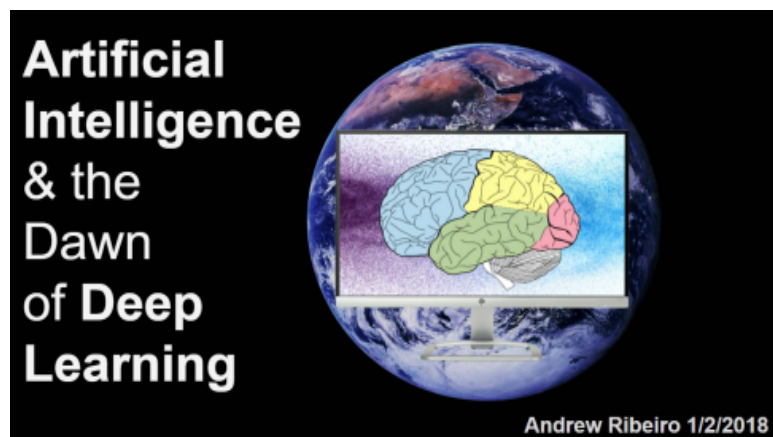 Artificial
Intelligence
& the
Dawn
of Deep
Learning
Andrew Ribeiro 1/2/2018